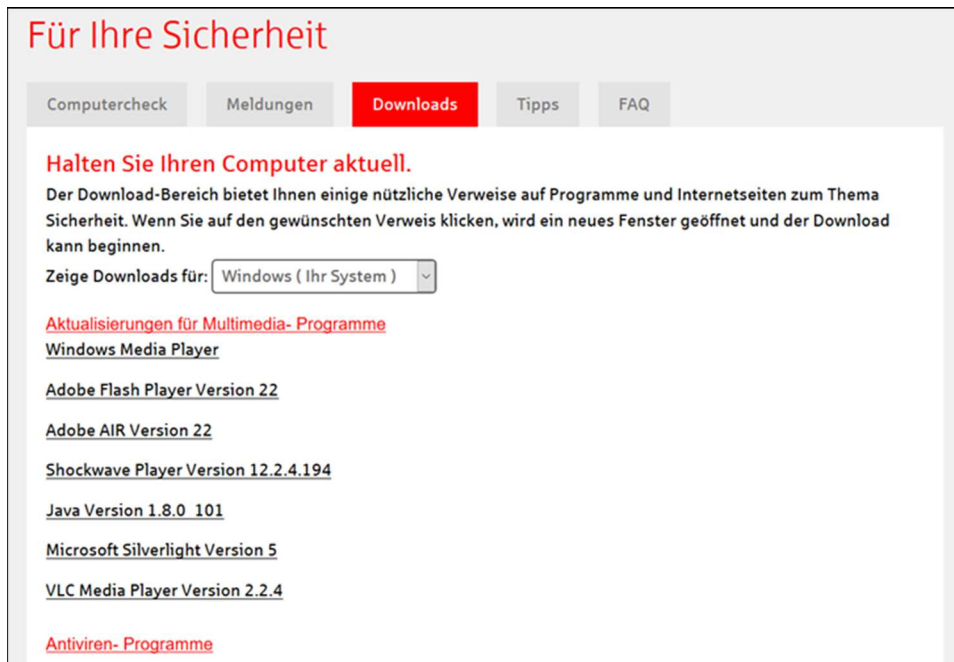 Für Ihre Sicherheit
Computercheck Meldungen Downloads Tipps FAQ
Halten Sie Ihren Computer aktuell.
Der Download-Bereich bietet Ihnen einige nützliche Verweise auf Programme und Internetseiten zum Thema
Sicherheit. Wenn Sie auf den gewünschten Verweis klicken, wird ein neues Fenster geöffnet und der Download
kann beginnen.
Zeige Downloads für: Windows ( Ihr System )
Aktualisierungen für Multimedia- Programme
Windows Media Player
Adobe Flash Player Version 22
Adobe AIR Version 22
Shockwave Player Version 12.2.4.194
Java Version 1.8.0_101
Microsoft Silverlight Version 5
VLC Media Player Version 2.2.4
Antiviren- Programme